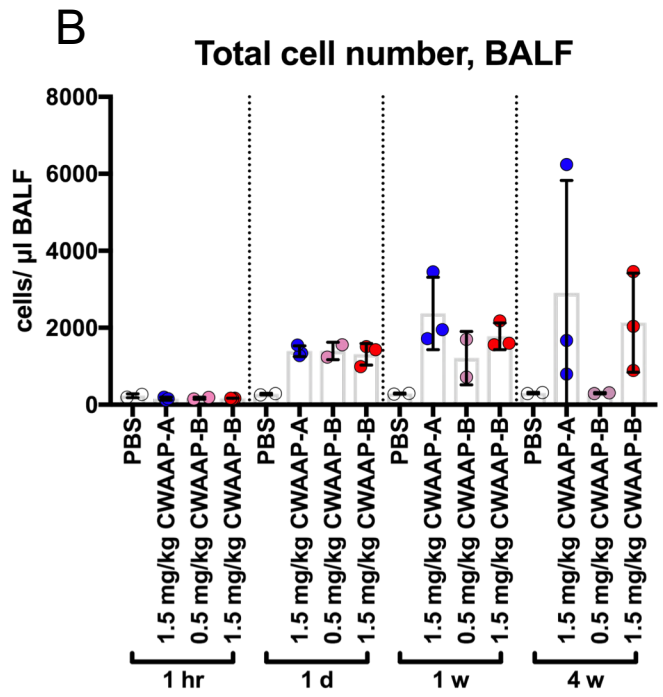 B
Total cell number, BALF
cells/ µl BALF
8000
6000
4000
2000
0
PBS
1.5 mg/kg CWAAP-A
0.5 mg/kg CWAAP-B
1.5 mg/kg CWAAP-B
PBS
1.5 mg/kg CWAAP-A
0.5 mg/kg CWAAP-B
1.5 mg/kg CWAAP-B
PBS
1.5 mg/kg CWAAP-A
0.5 mg/kg CWAAP-B
1.5 mg/kg CWAAP-B
PBS
1.5 mg/kg CWAAP-A
0.5 mg/kg CWAAP-B
1.5 mg/kg CWAAP-B
1 hr
1 d
1 w
4 w